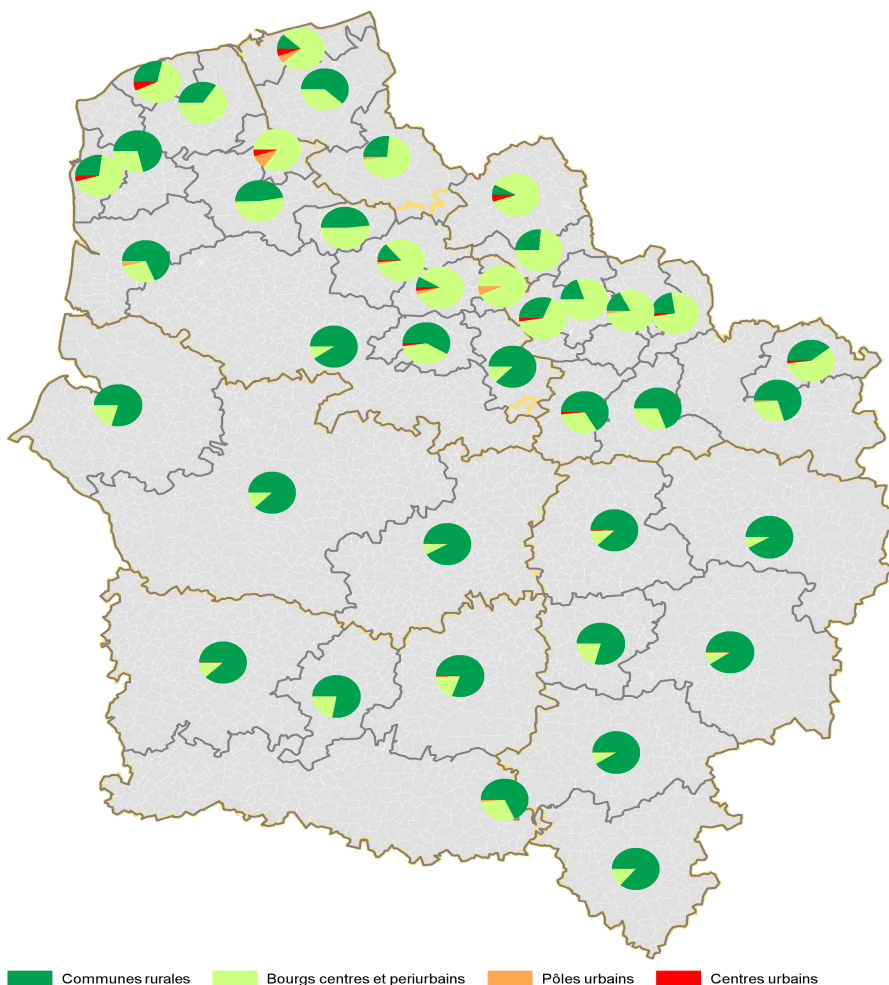 Communes rurales
Bourgs centres et periurbains
Pôles urbains
Centres urbains